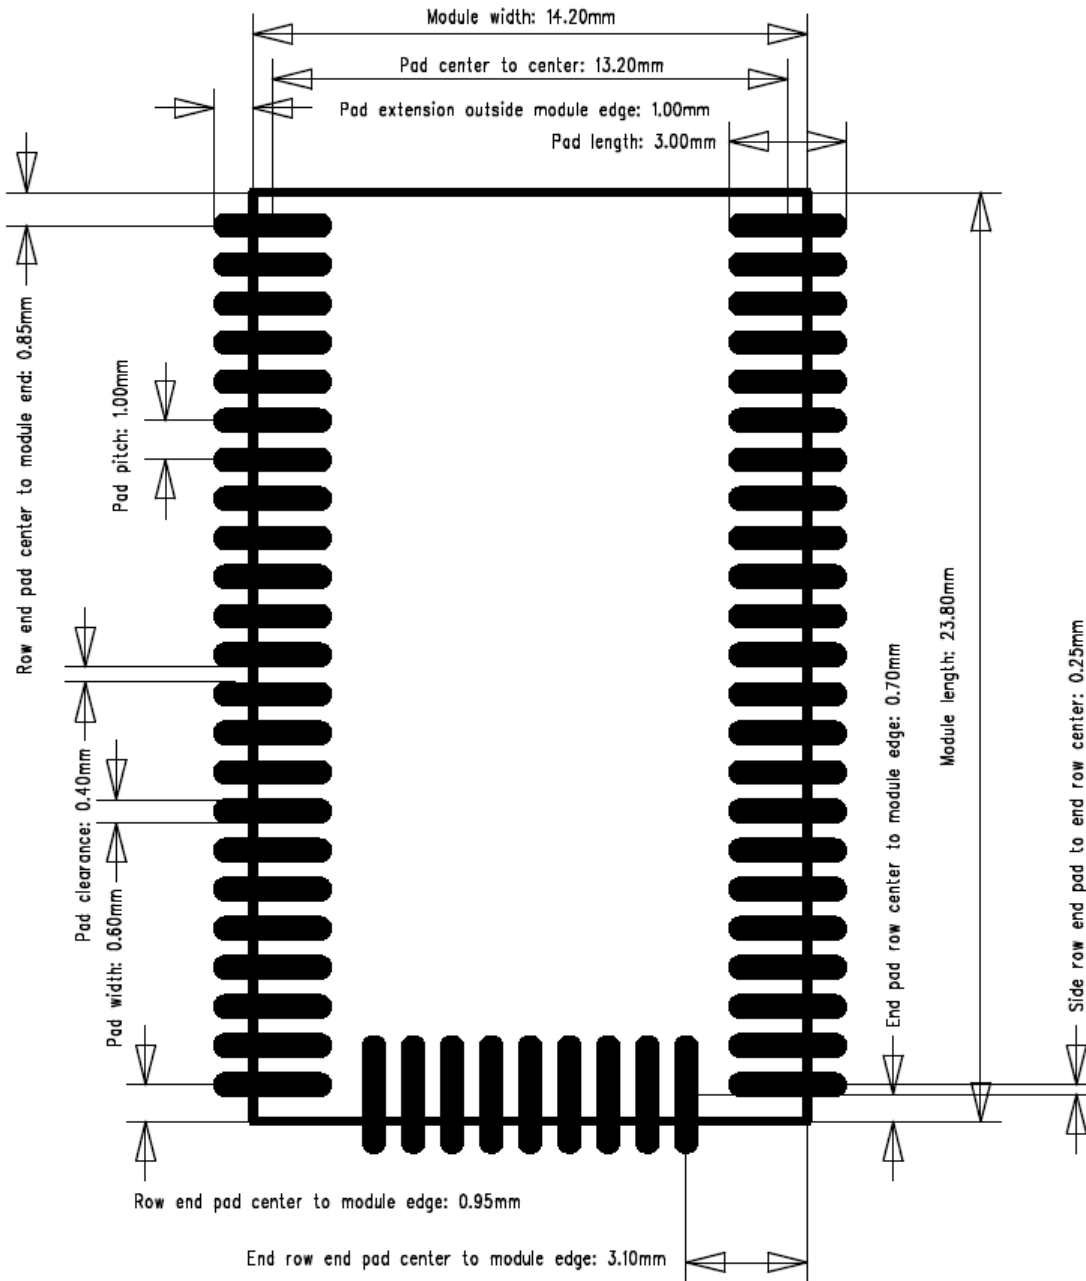 Module width: 14.20mm
Pad center to center: 13.20mm
Pad extension outside module edge: 1.00mm
Pad length: 3.00mm
Row end pad center to module end: 0.85mm
Pad pitch: 1.00mm
Pad clearance: 0.40mm
Pad width: 0.60mm
Module length: 23.80mm
End pad row center to module edge: 0.70mm
Side row end pad to end row center: 0.25mm
Row end pad center to module edge: 0.95mm
End row end pad center to module edge: 3.10mm